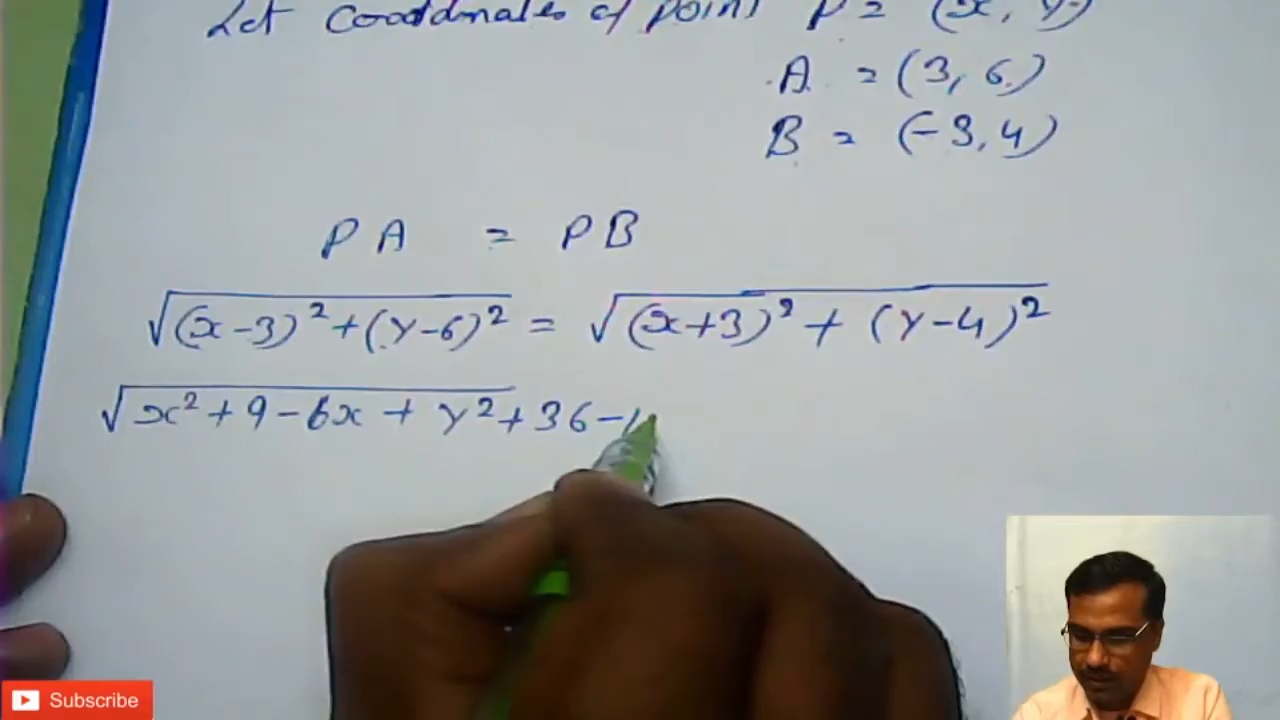 Let coordinates of point P = (x, y)
A = (3, 6)
B = (-3, 4)
PA = PB
√(x-3)²+(y-6)² = √(x+3)² + (y-4)²
√x²+9-6x + y²+36-1
Subscribe